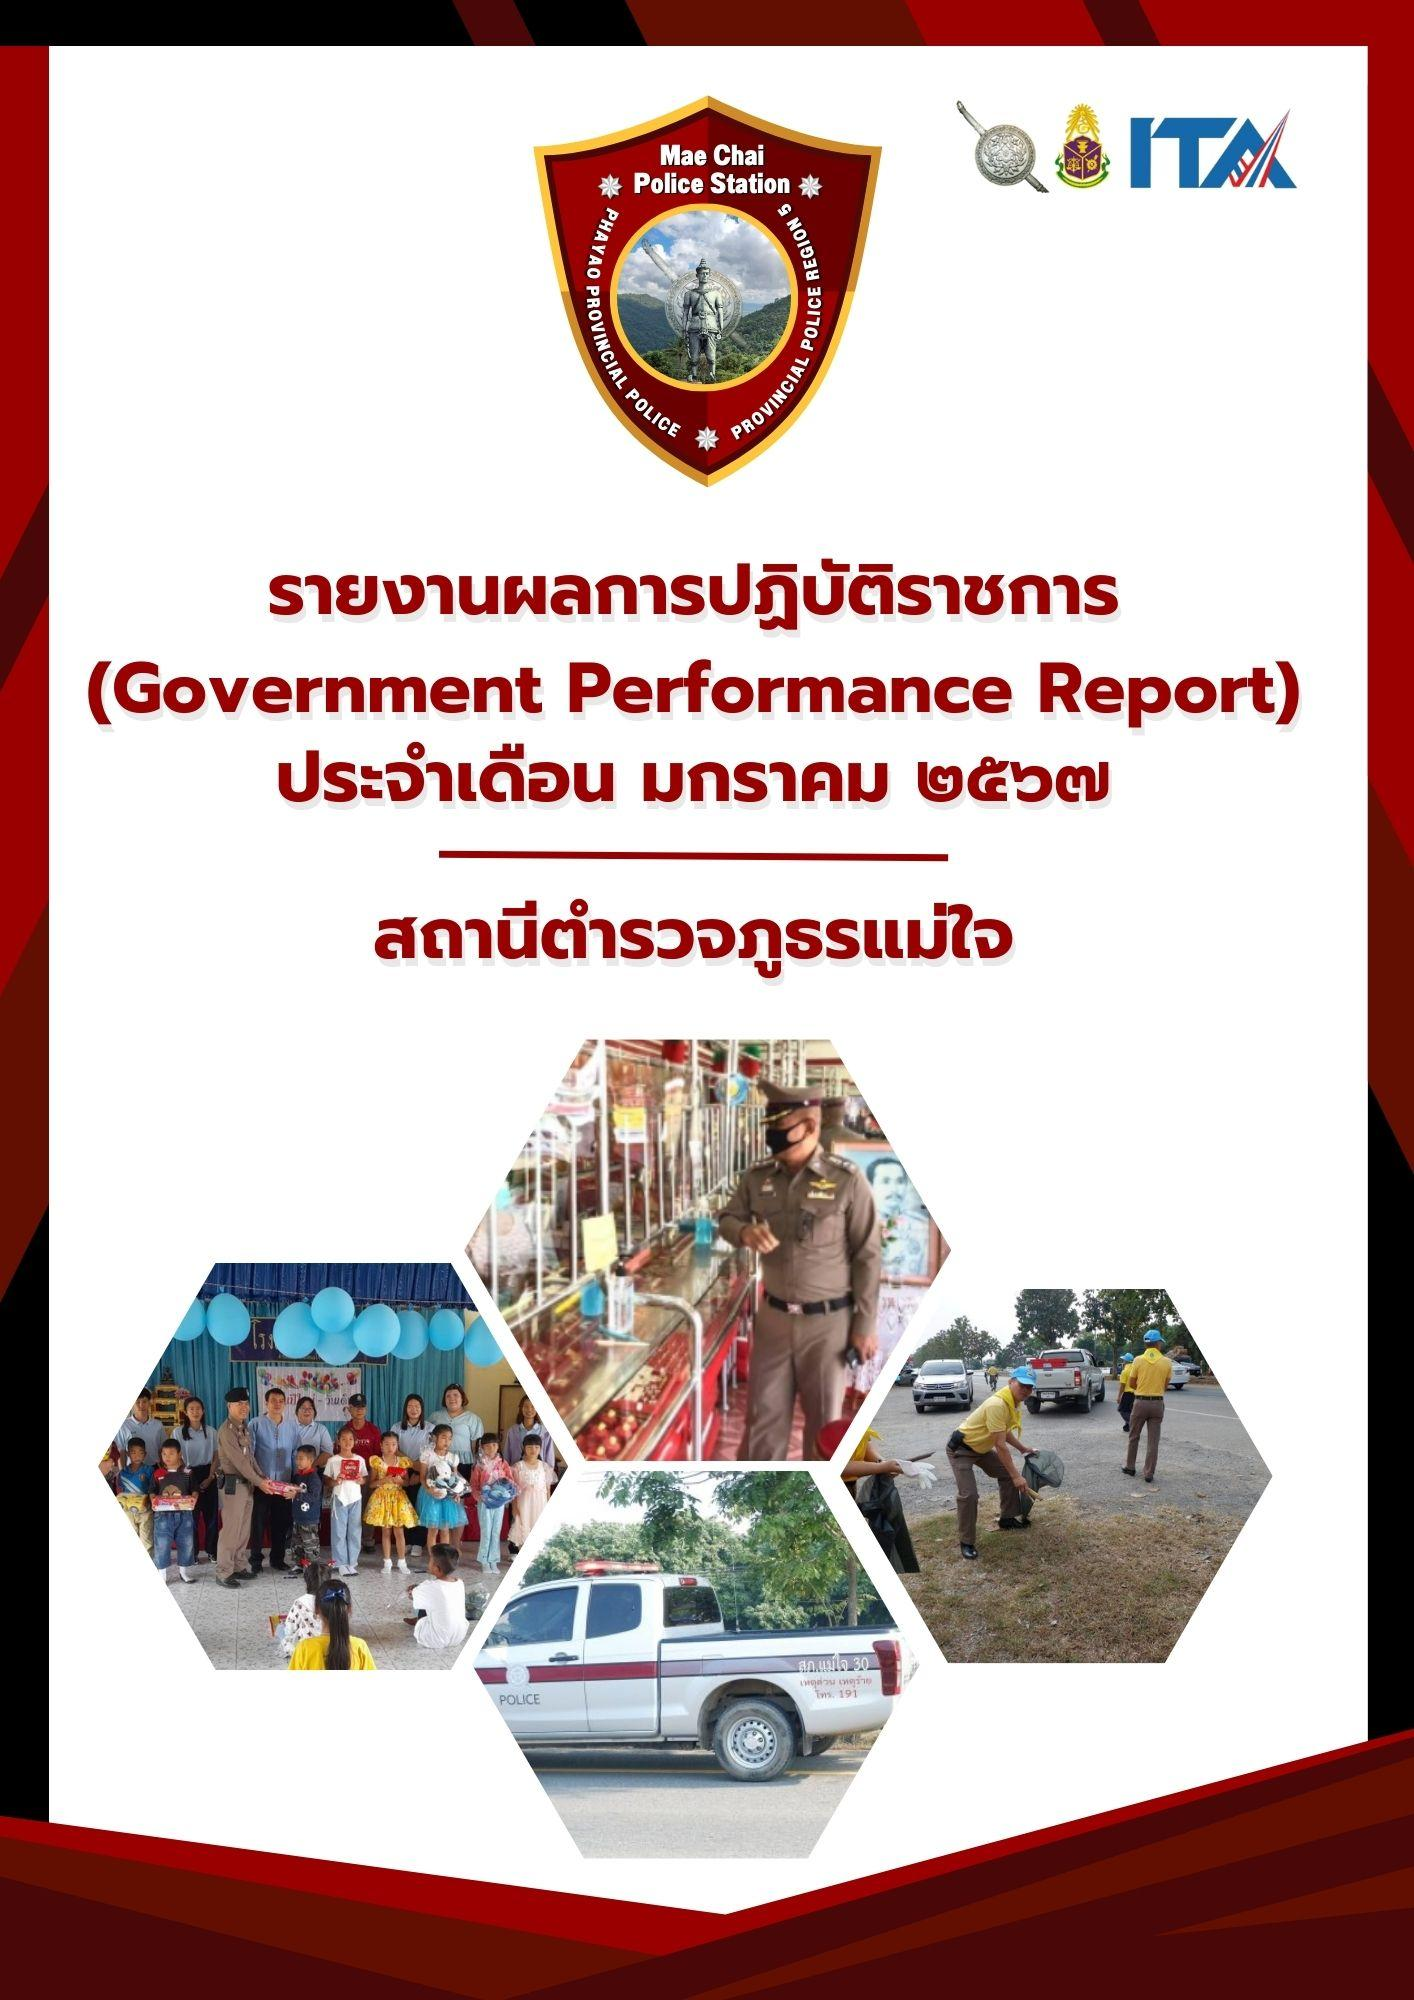 Mae Chai
Police Station
PHAYAO PROVINCIAL POLICE
PROVINCIAL POLICE REGION 5
ITA
รายงานผลการปฏิบัติราชการ
(Government Performance Report)
ประจำเดือน มกราคม ๒๕๖๗
สถานีตำรวจภูธรแม่ใจ
POLICE
สภ.แม่ใจ 30
เหตุด่วน เหตุร้าย
โทร. 191